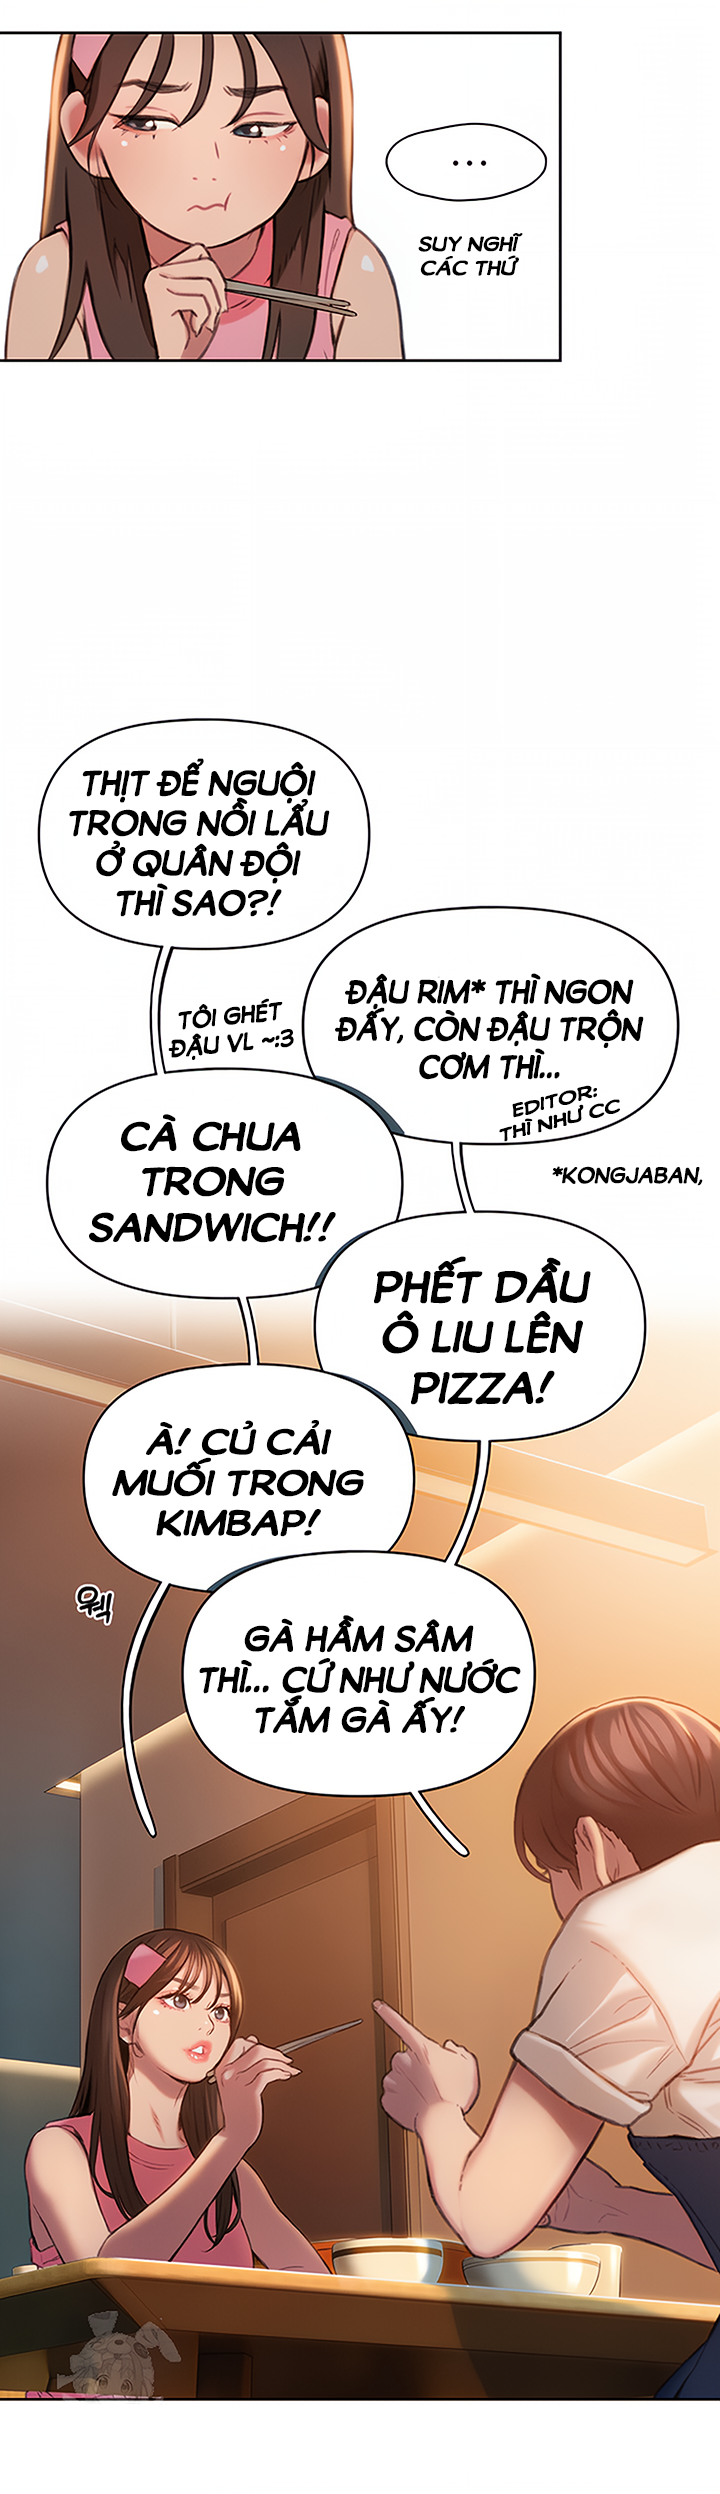 ...
SUY NGHĨ
CÁC THỨ
THỊT ĐỂ NGUỘI
TRONG NỒI LẨU
Ở QUÂN ĐỘI
THÌ SAO?!
TÔI GHÉT
ĐẬU VL ~:3
ĐẬU RIM* THÌ NGON
ĐẤY, CÒN ĐẬU TRỘN
CƠM THÌ...
EDITOR:
THÌ NHƯ CC
*KONGJABAN,
CÀ CHUA
TRONG
SANDWICH!!
PHẾT DẦU
Ô LIU LÊN
PIZZA!
À! CỦ CẢI
MUỐI TRONG
KIMBAP!
웩
GÀ HẦM SÂM
THÌ... CỨ NHƯ NƯỚC
TẮM GÀ ẤY!